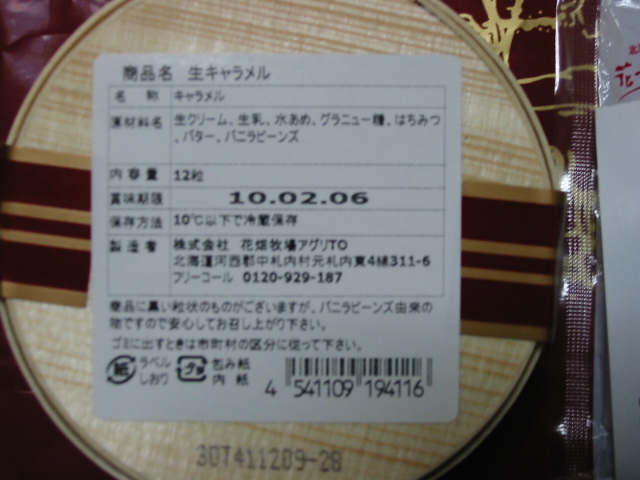 商品名 生キャラメル
名 称 キャラメル
原材料名 生クリーム、生乳、水あめ、グラニュー糖、はちみつ
、バター、バニラビーンズ
内容量 12粒
賞味期限 10.02.06
保存方法 10℃以下で冷蔵保存
製造者 株式会社 花畑牧場アグリTO
北海道河西郡中札内村元札内東4線311-6
フリーコール 0120-929-187
商品に黒い粒状のものがございますが、バニラビーンズ由来の
物ですので安心してお召し上がり下さい。
ゴミに出すときは市町村の区分に従って下さい。
紙 ラベル しおり 包み紙 内 紙
4 541109 194116
30T411209-28